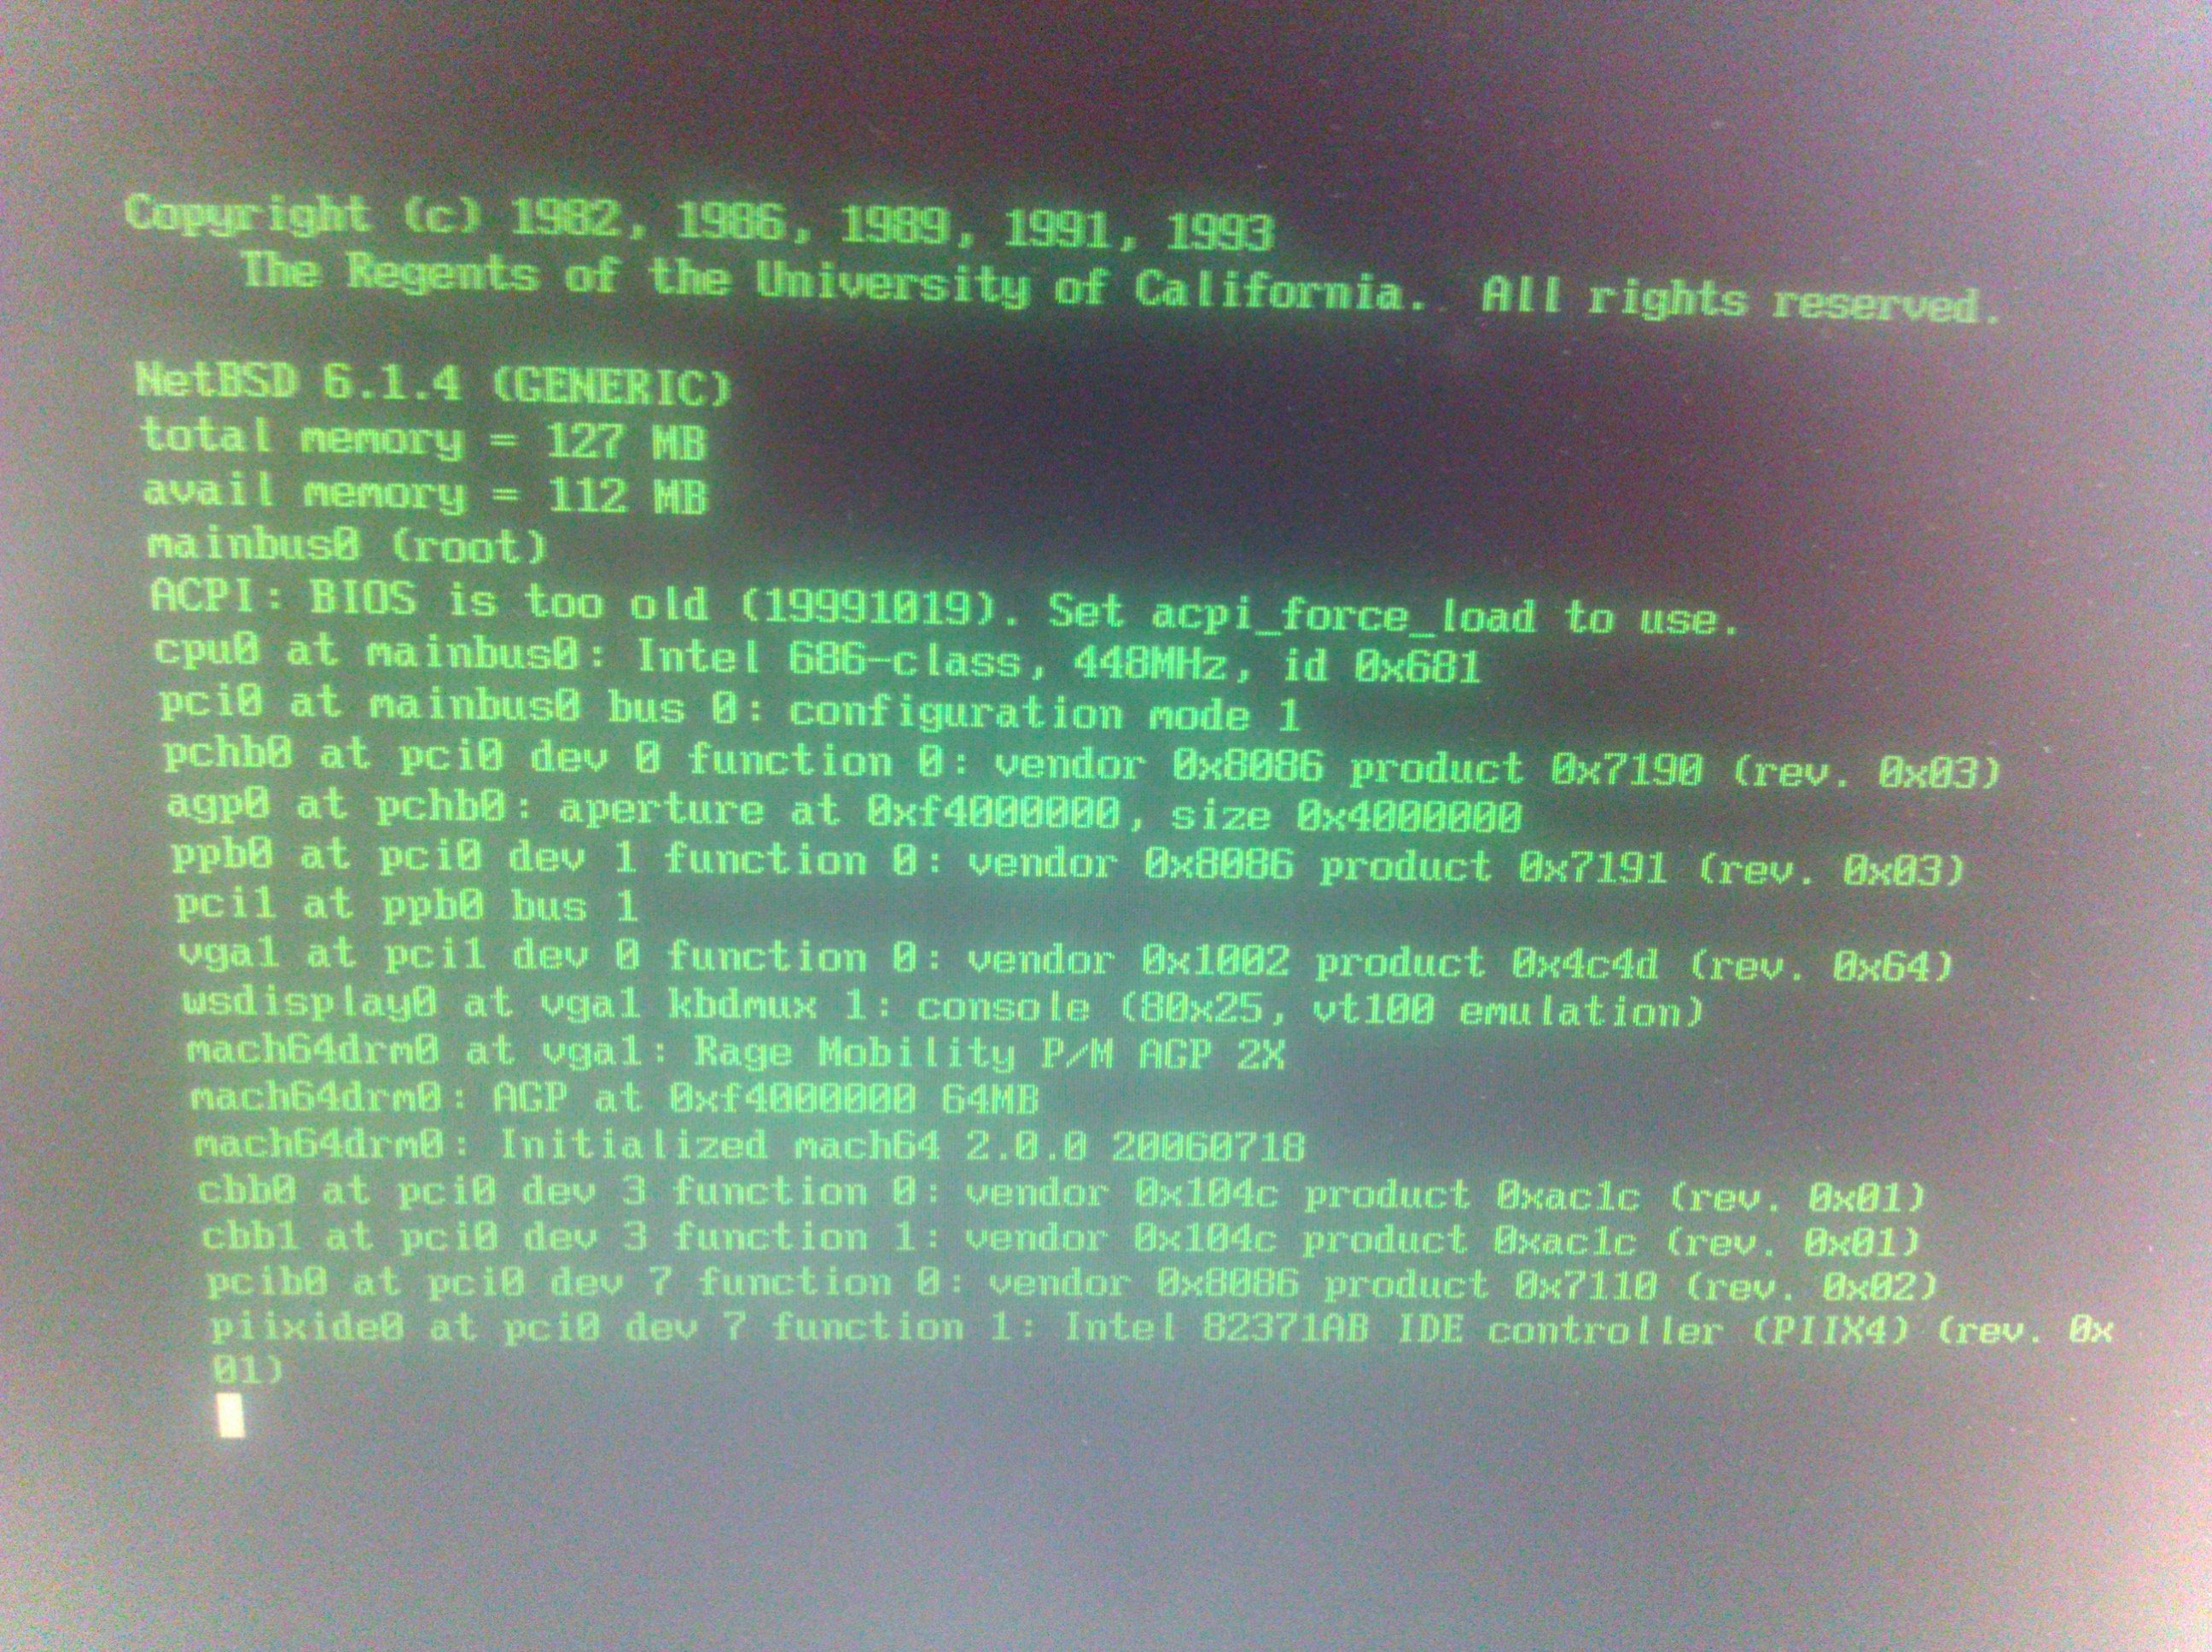 Copyright (c) 1982, 1986, 1989, 1991, 1993
The Regents of the University of California.  All rights reserved.
NetBSD 6.1.4 (GENERIC)
total memory = 127 MB
avail memory = 112 MB
mainbus0 (root)
ACPI: BIOS is too old (19991019). Set acpi_force_load to use.
cpu0 at mainbus0: Intel 686-class, 448MHz, id 0x681
pci0 at mainbus0 bus 0: configuration mode 1
pchb0 at pci0 dev 0 function 0: vendor 0x8086 product 0x7190 (rev. 0x03)
agp0 at pchb0: aperture at 0xf4000000, size 0x4000000
ppb0 at pci0 dev 1 function 0: vendor 0x8086 product 0x7191 (rev. 0x03)
pci1 at ppb0 bus 1
vga1 at pci1 dev 0 function 0: vendor 0x1002 product 0x4c4d (rev. 0x64)
wsdisplay0 at vga1 kbdmux 1: console (80x25, vt100 emulation)
mach64drm0 at vga1: Rage Mobility P/M AGP 2X
mach64drm0: AGP at 0xf4000000 64MB
mach64drm0: Initialized mach64 2.0.0 20060718
cbb0 at pci0 dev 3 function 0: vendor 0x104c product 0xac1c (rev. 0x01)
cbb1 at pci0 dev 3 function 1: vendor 0x104c product 0xac1c (rev. 0x01)
pcib0 at pci0 dev 7 function 0: vendor 0x8086 product 0x7110 (rev. 0x02)
piixide0 at pci0 dev 7 function 1: Intel 82371AB IDE controller (PIIX4) (rev. 0x
01)